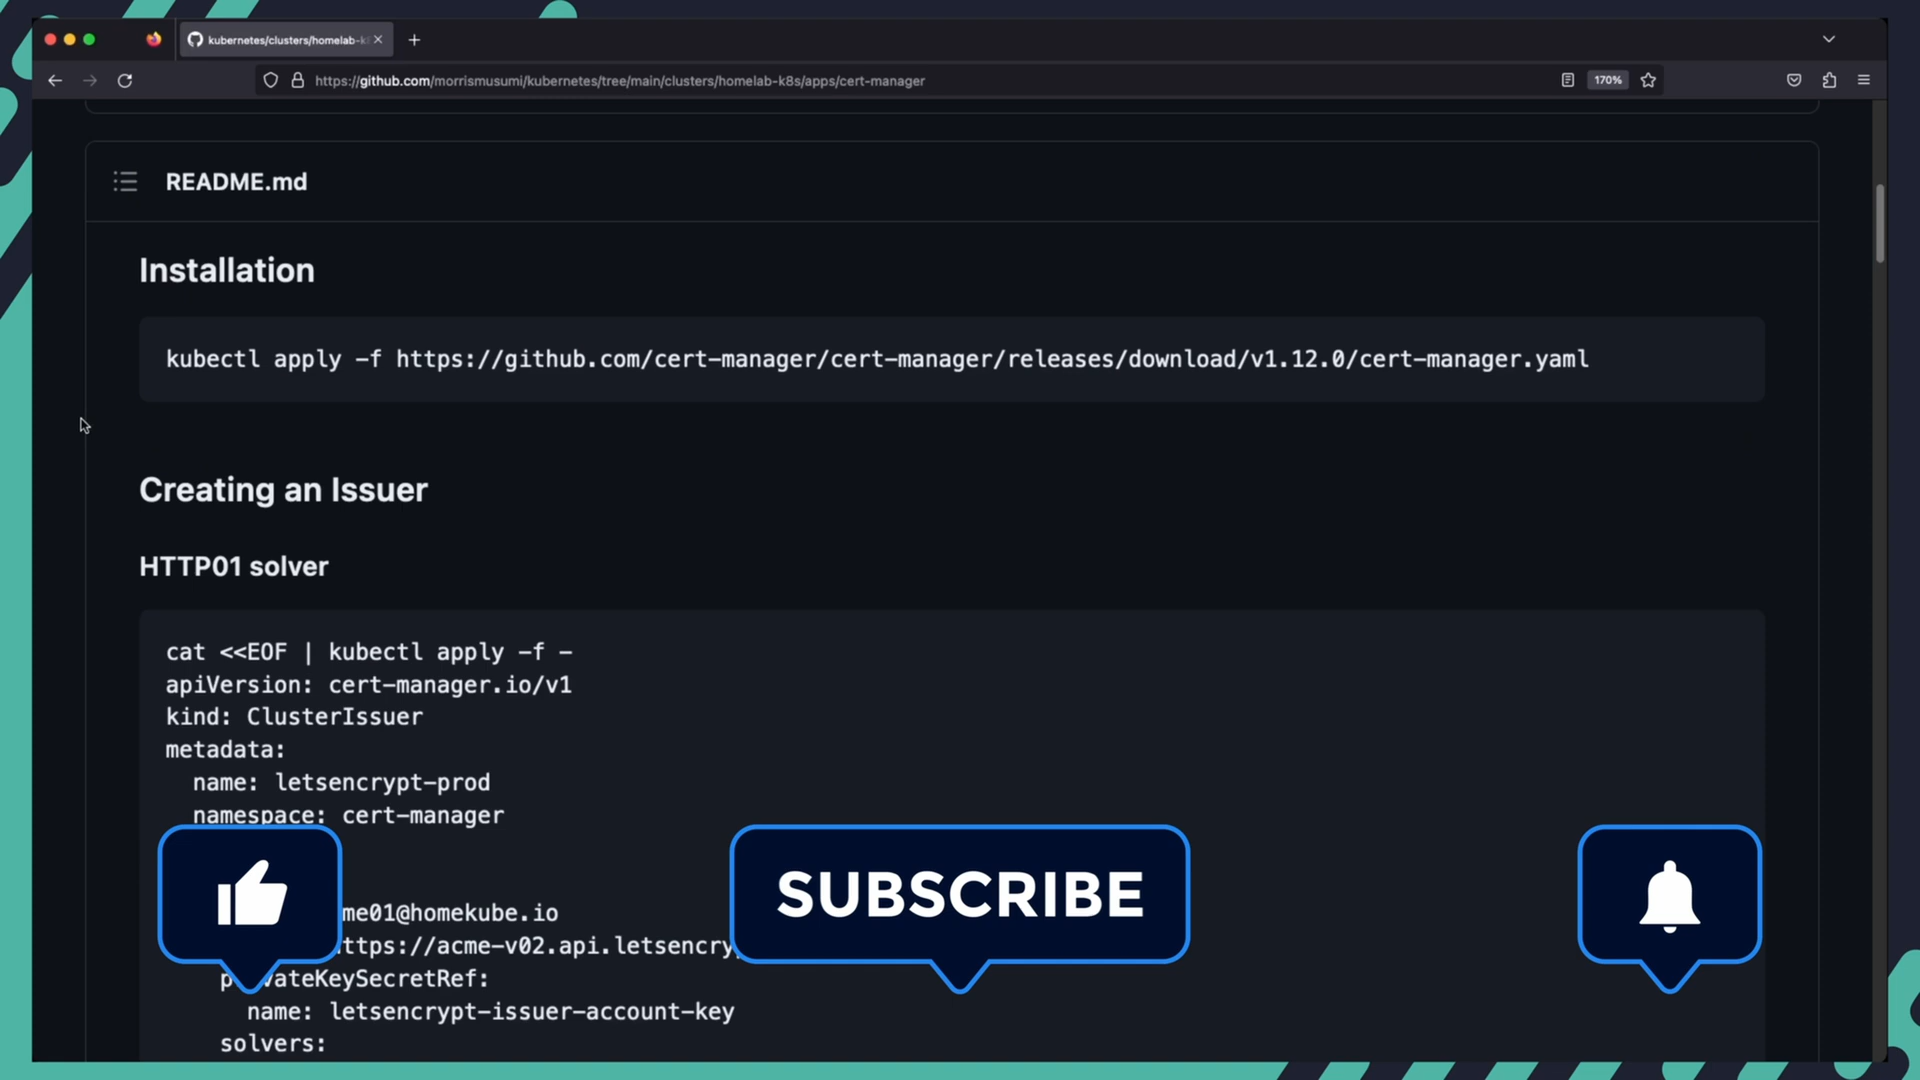 kubernetes/clusters/homelab-k8
https://github.com/morrismusumi/kubernetes/tree/main/clusters/homelab-k8s/apps/cert-manager
170%
README.md
Installation
kubectl apply -f https://github.com/cert-manager/cert-manager/releases/download/v1.12.0/cert-manager.yaml
Creating an Issuer
HTTP01 solver
cat <<EOF | kubectl apply -f -
apiVersion: cert-manager.io/v1
kind: ClusterIssuer
metadata:
name: letsencrypt-prod
namespace: cert-manager
me01@homekube.io
ttps://acme-v02.api.letsencry
SUBSCRIBE
name: letsencrypt-issuer-account-key
solvers: